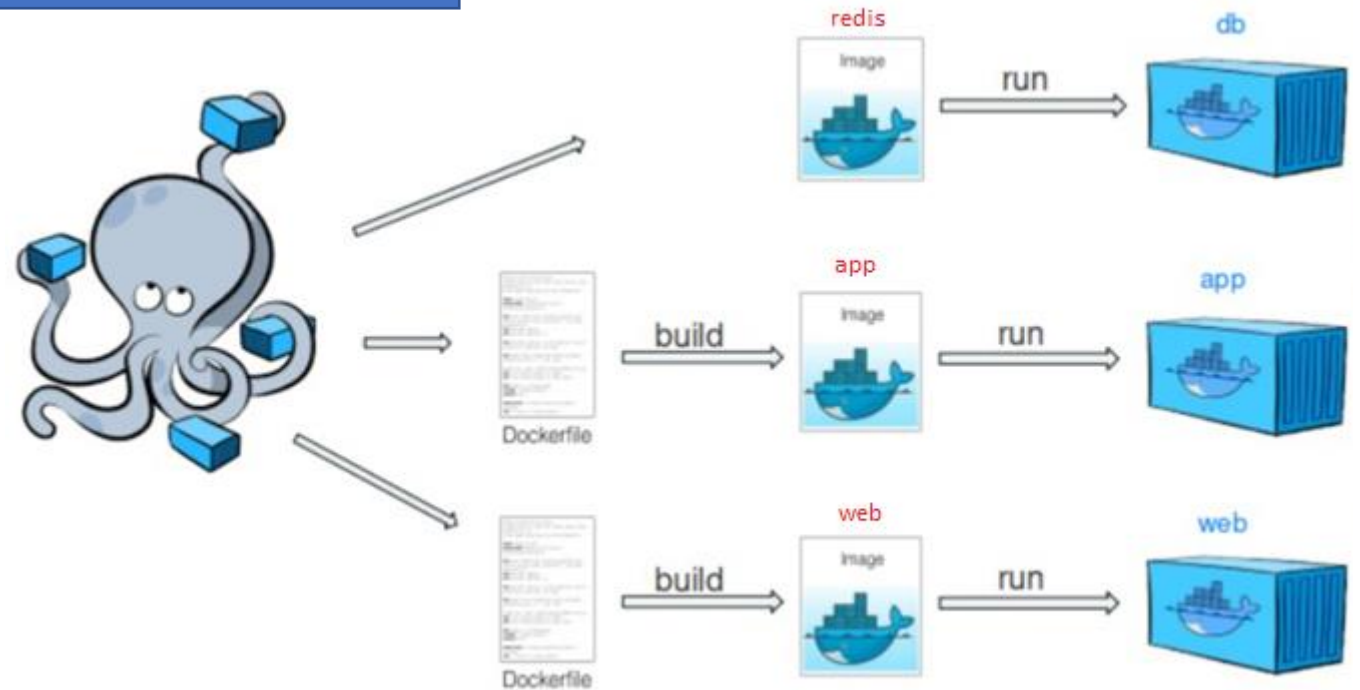 redis
db
Image
run
app
app
Image
build
run
Dockerfile
web
web
Image
build
run
Dockerfile